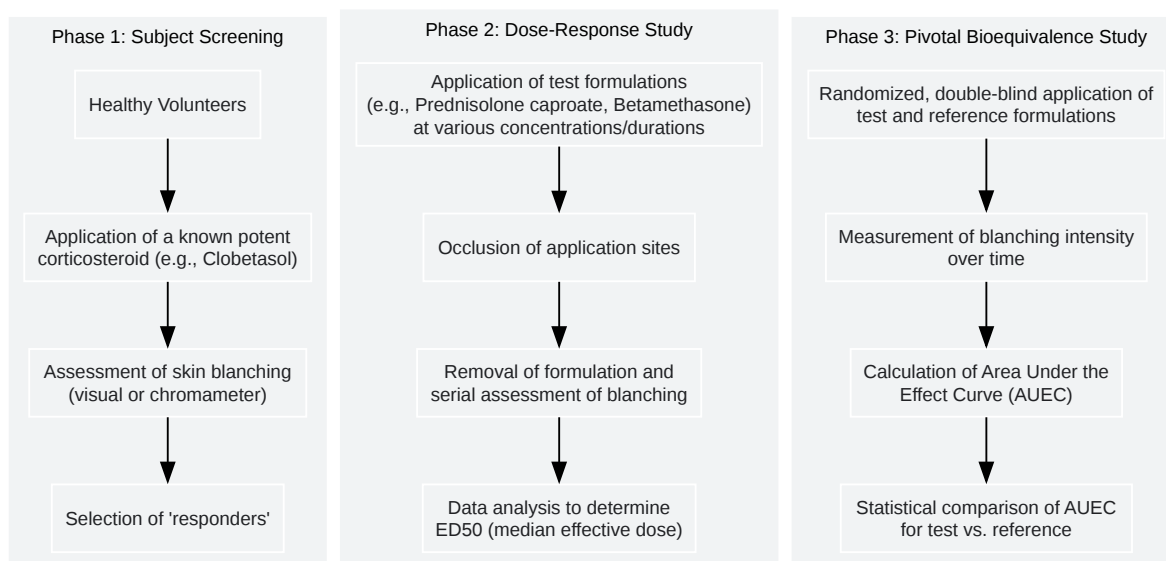 Phase 1: Subject Screening
Healthy Volunteers
Application of a known potent
corticosteroid (e.g., Clobetasol)
Assessment of skin blanching
(visual or chromameter)
Selection of 'responders'
Phase 2: Dose-Response Study
Application of test formulations
(e.g., Prednisolone caproate, Betamethasone)
at various concentrations/durations
Occlusion of application sites
Removal of formulation and
serial assessment of blanching
Data analysis to determine
ED50 (median effective dose)
Phase 3: Pivotal Bioequivalence Study
Randomized, double-blind application of
test and reference formulations
Measurement of blanching intensity
over time
Calculation of Area Under the
Effect Curve (AUEC)
Statistical comparison of AUEC
for test vs. reference